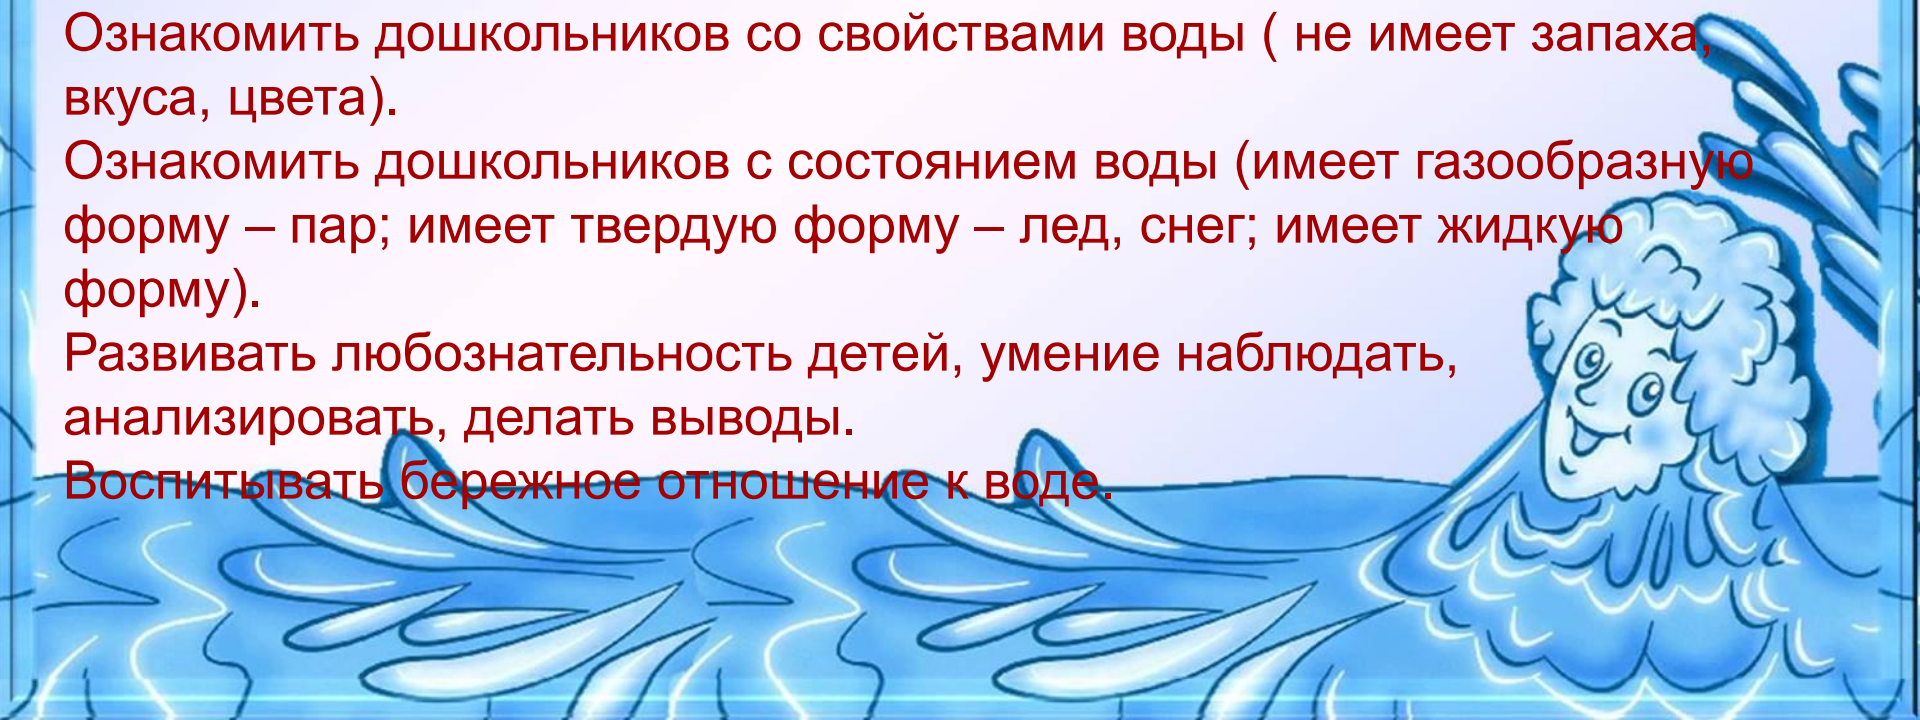 Ознакомить дошкольников со свойствами воды ( не имеет запаха,
вкуса, цвета).
Ознакомить дошкольников с состоянием воды (имеет газообразную
форму – пар; имеет твердую форму – лед, снег; имеет жидкую
форму).
Развивать любознательность детей, умение наблюдать,
анализировать, делать выводы.
Воспитывать бережное отношение к воде.